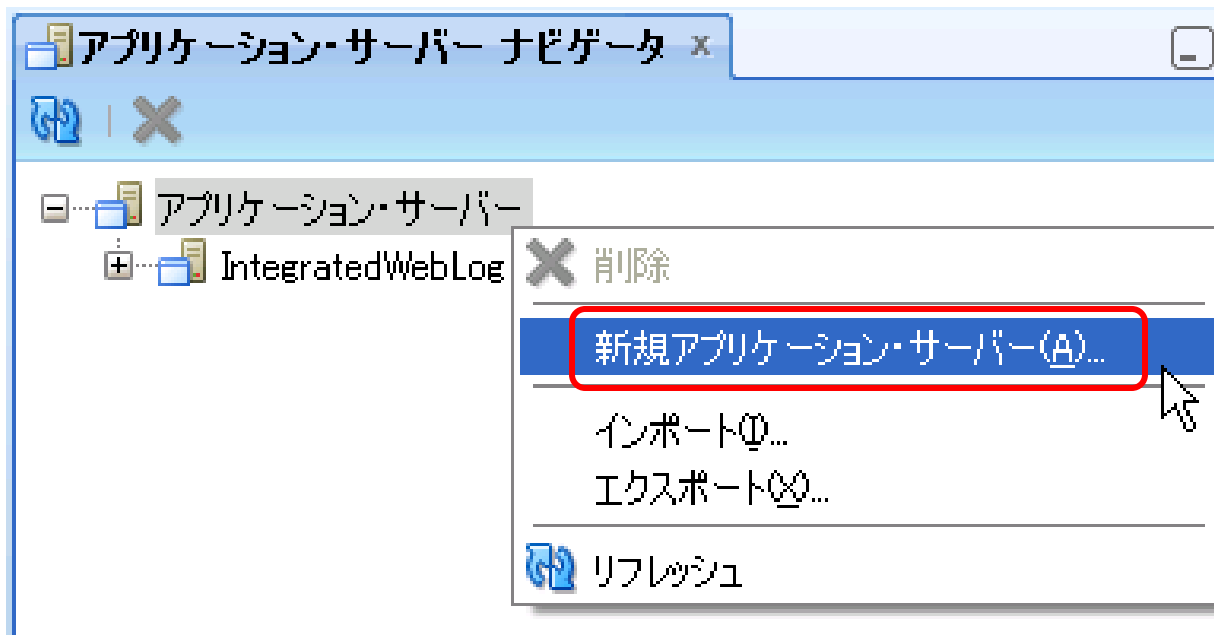 アプリケーション・サーバー ナビゲータ
アプリケーション・サーバー
IntegratedWebLog
削除
新規アプリケーション・サーバー(A)...
インポート(I)...
エクスポート(X)...
リフレッシュ